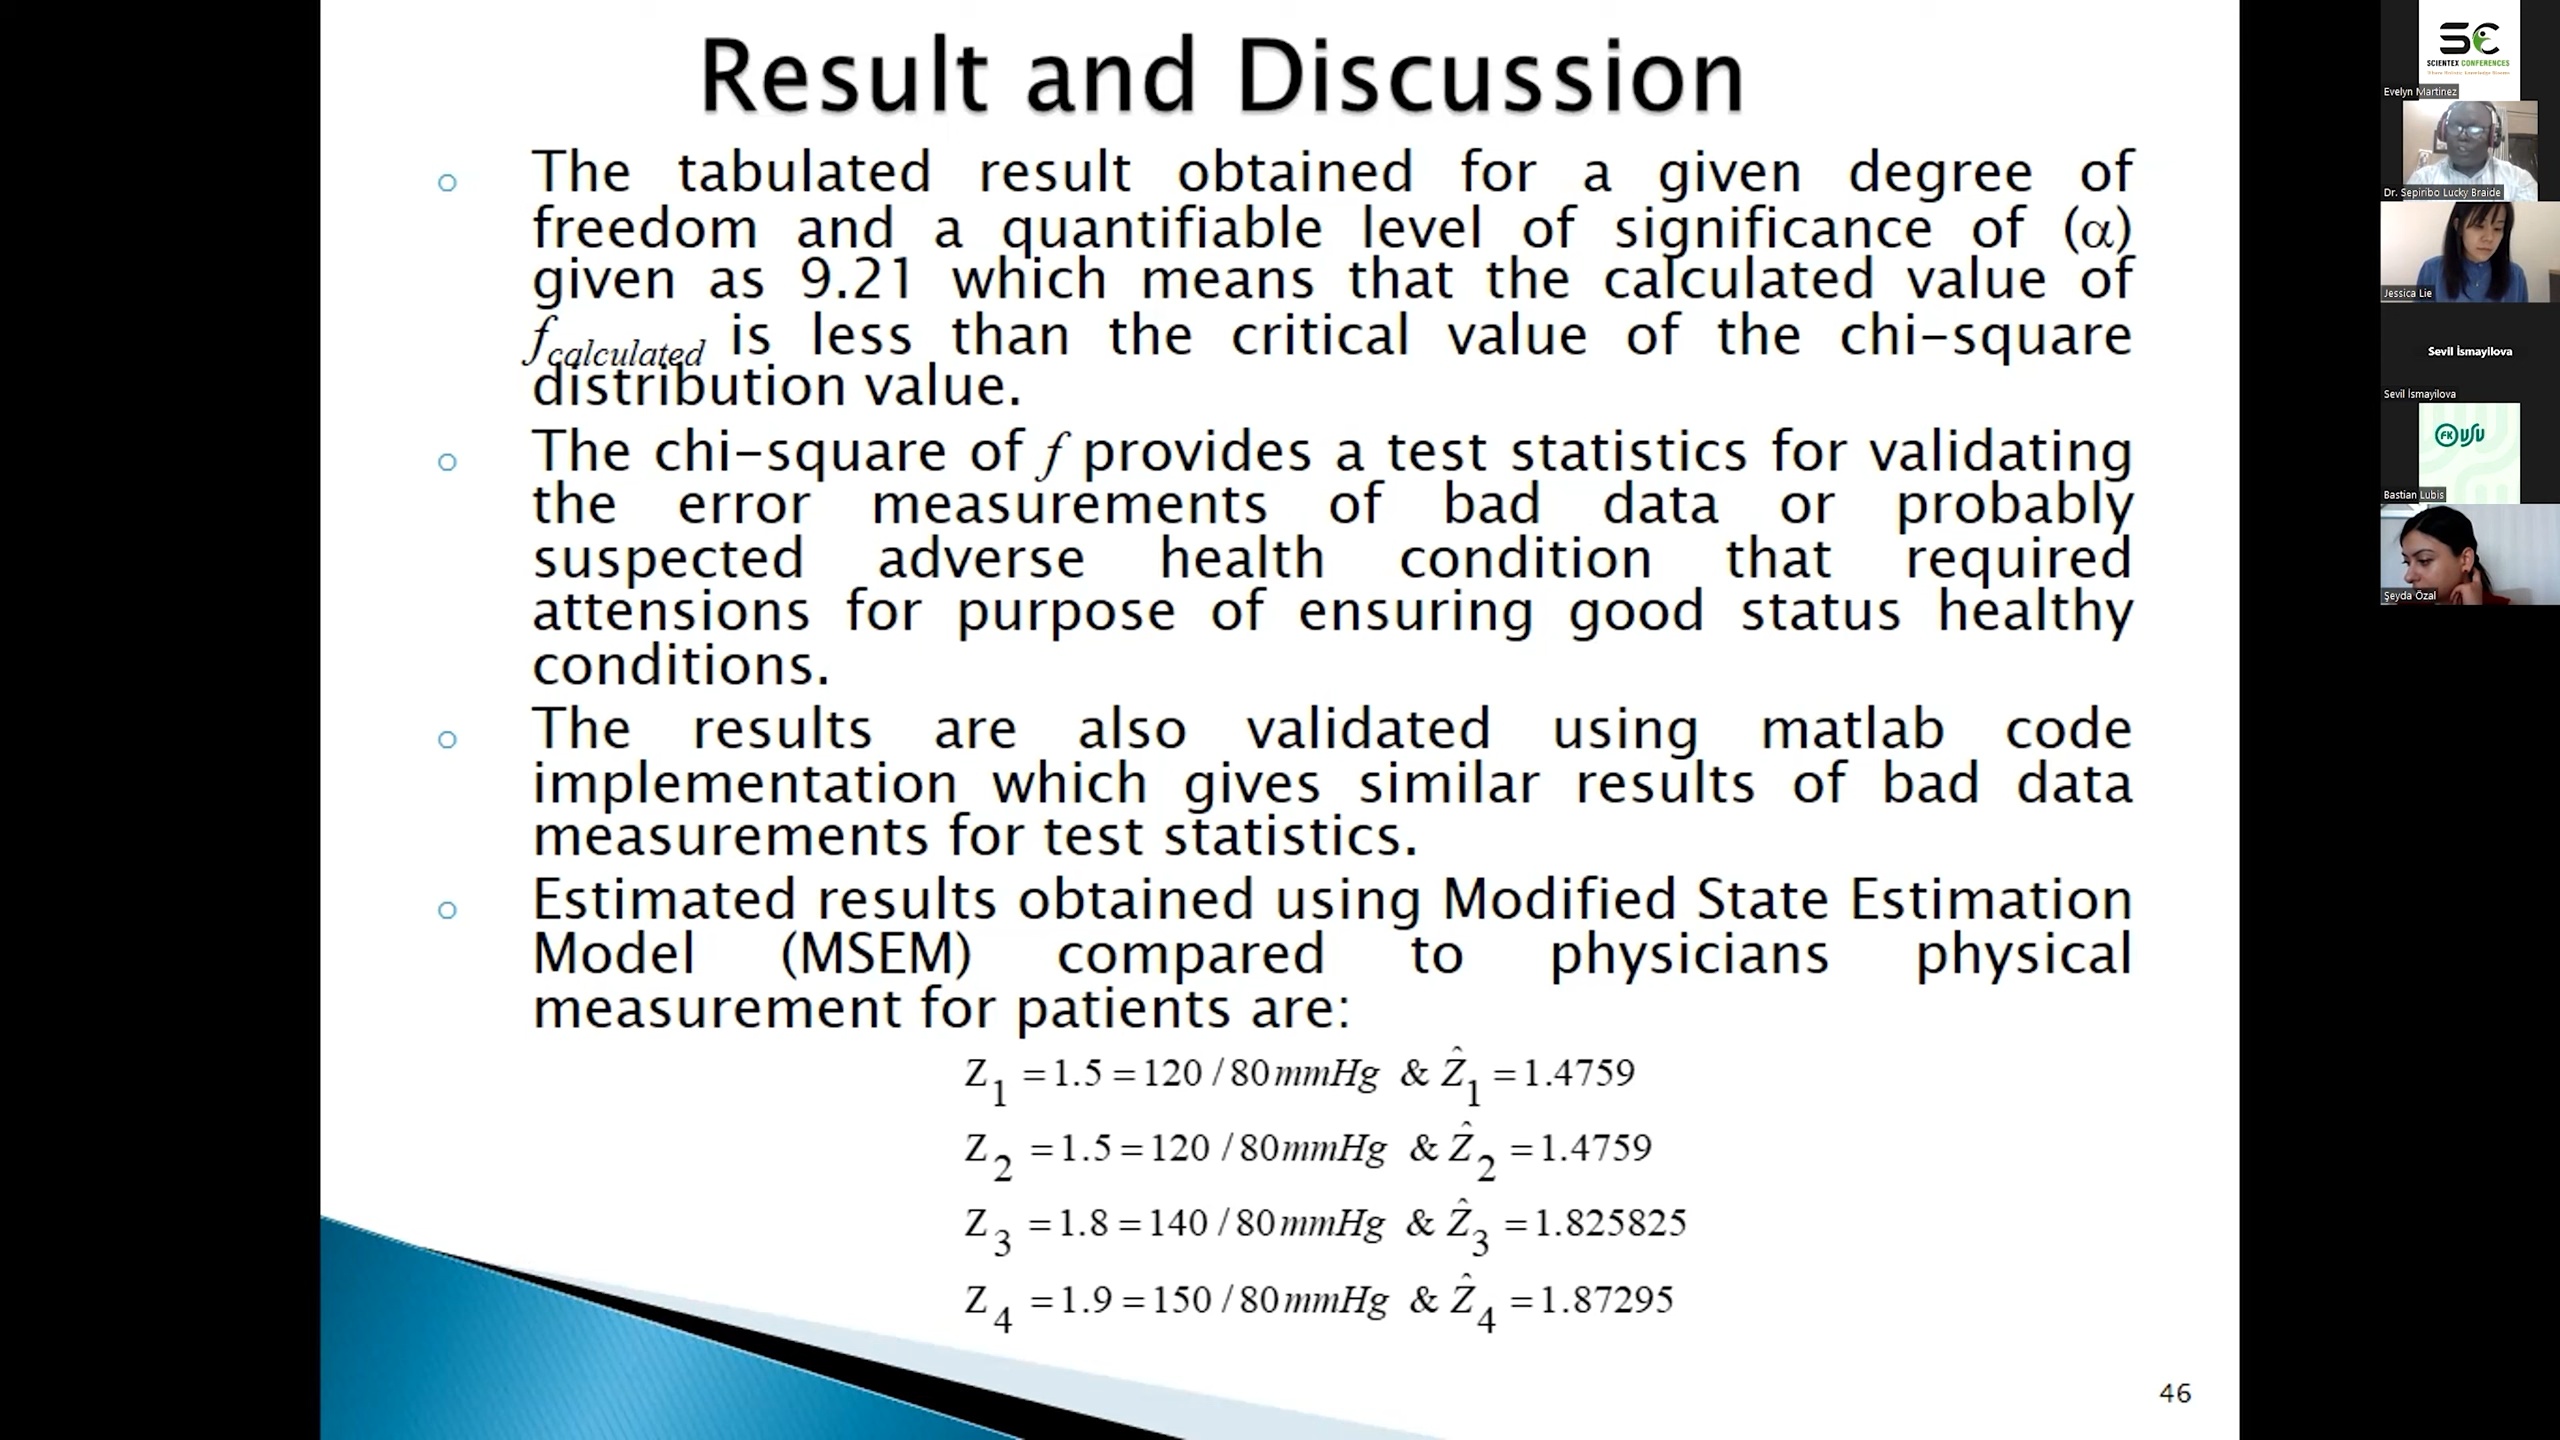 Result and Discussion
The tabulated result obtained for a given degree of
freedom and a quantifiable level of significance of (α)
given as 9.21 which means that the calculated value of
f calculated is less than the critical value of the chi-square
distribution value.
The chi-square of f provides a test statistics for validating
the error measurements of bad data or probably
suspected adverse health condition that required
attensions for purpose of ensuring good status healthy
conditions.
The results are also validated using matlab code
implementation which gives similar results of bad data
measurements for test statistics.
Estimated results obtained using Modified State Estimation
Model (MSEM) compared to physicians physical
measurement for patients are:
Z₁ = 1.5 = 120 / 80 mmHg & Ẑ₁ = 1.4759
Z₂ = 1.5 = 120 / 80 mmHg & Ẑ₂ = 1.4759
Z₃ = 1.8 = 140 / 80 mmHg & Ẑ₃ = 1.825825
Z₄ = 1.9 = 150 / 80 mmHg & Ẑ₄ = 1.87295
46
SC
SCIENTEX CONFERENCES
Evelyn Martinez
Dr. Sepiribo Lucky Braide
Jessica Lie
Sevil İsmayilova
Sevil İsmayilova
FK USU
Bastian Lubis
Şeyda Özal